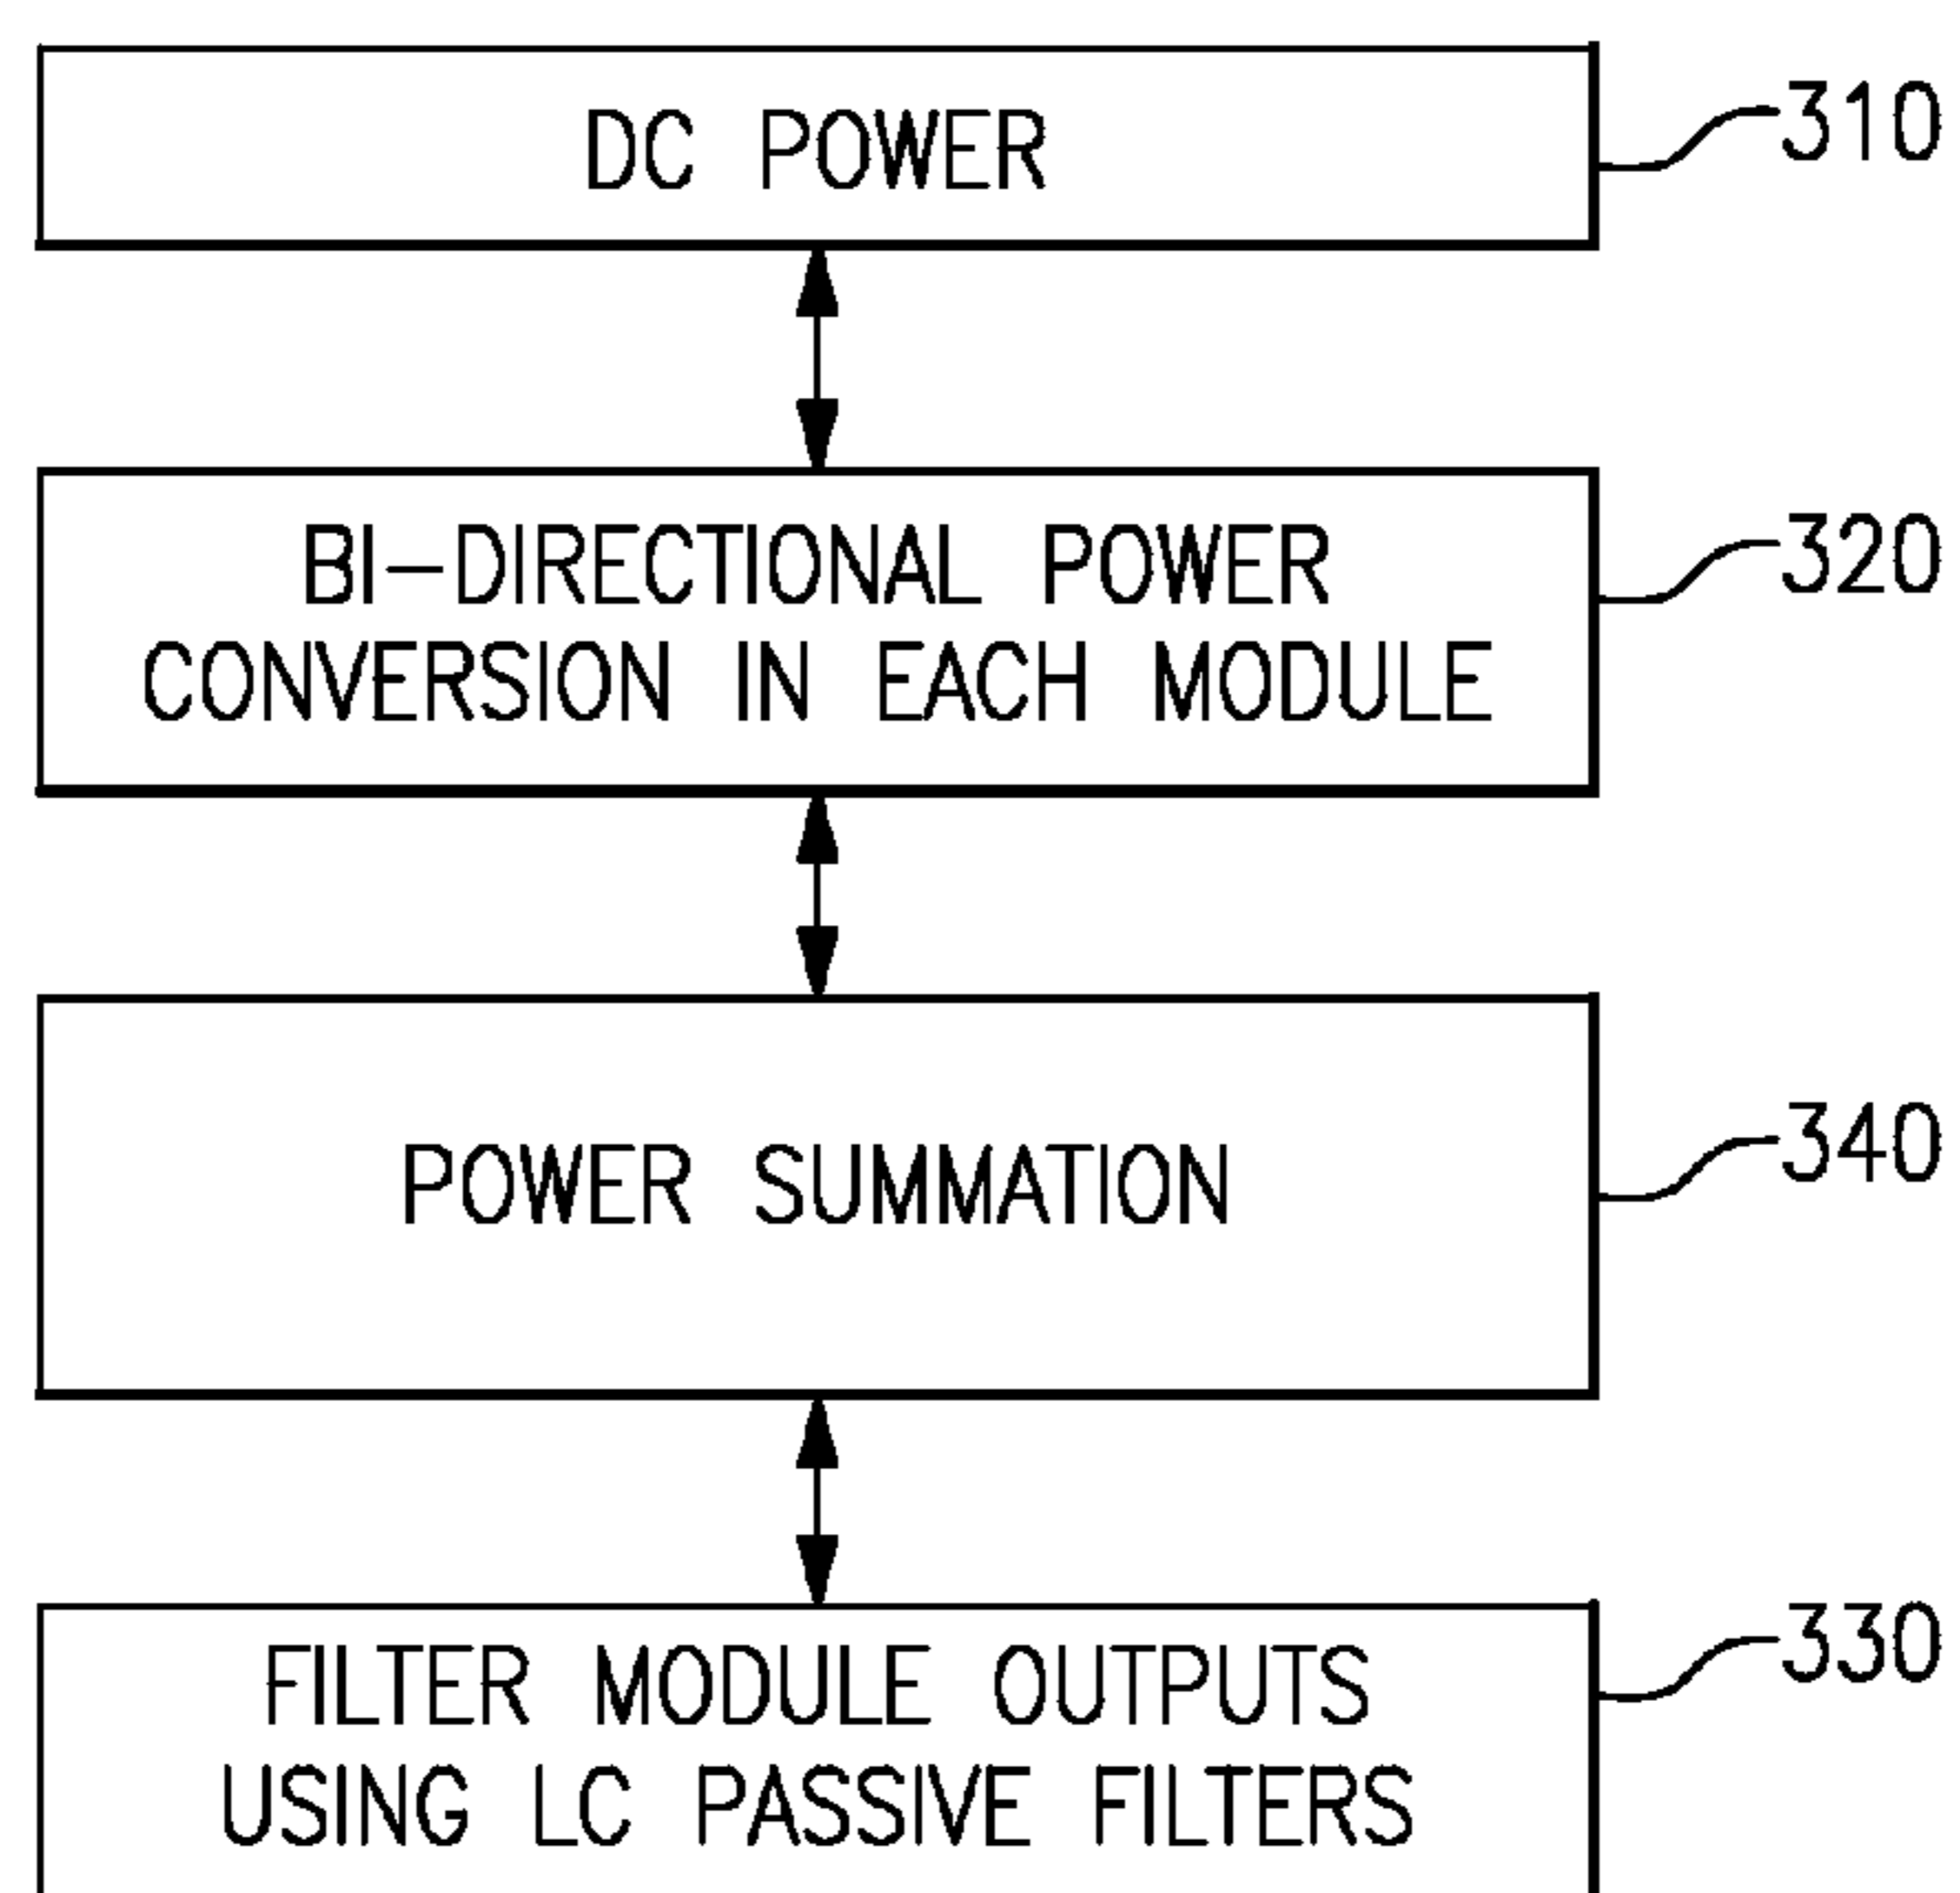 DC POWER
310
BI-DIRECTIONAL POWER
CONVERSION IN EACH MODULE
320
POWER SUMMATION
340
FILTER MODULE OUTPUTS
USING LC PASSIVE FILTERS
330